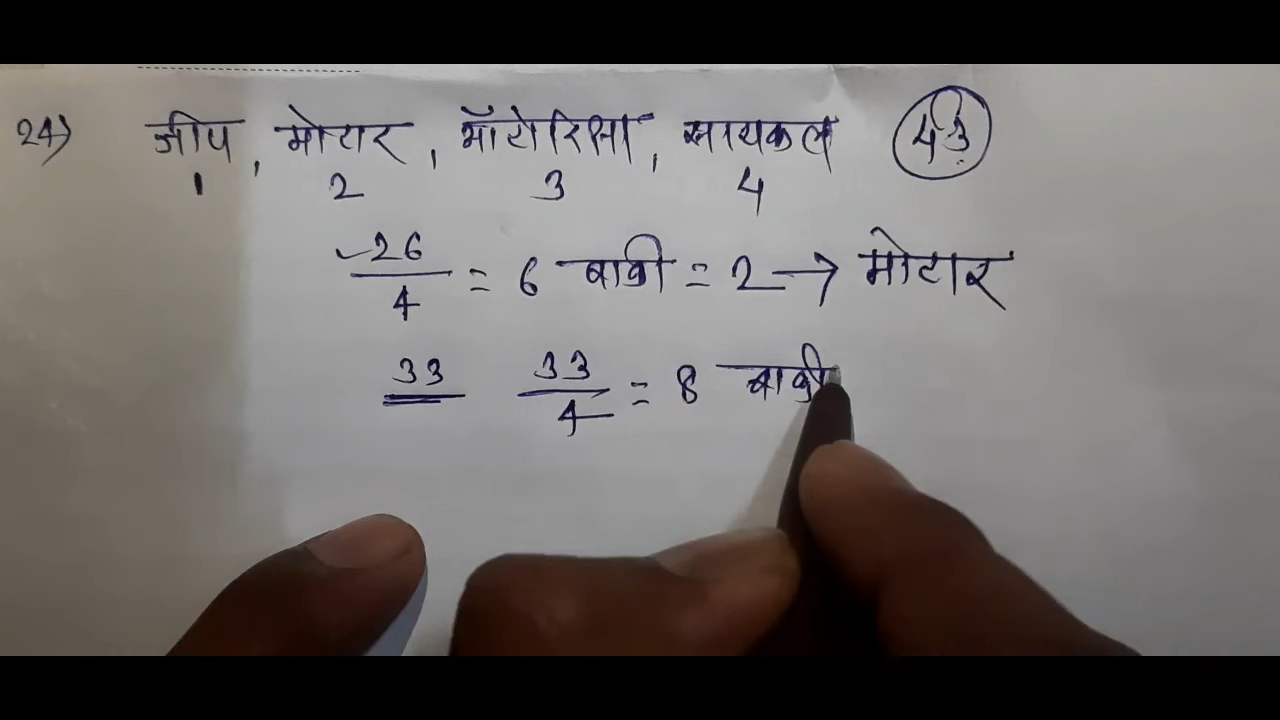 24) जीप, मोटार, ऑटोरिक्षा, सायकल 43
1 2 3 4
26/4 = 6 बाकी = 2 → मोटार
33 33/4 = 8 बाकी